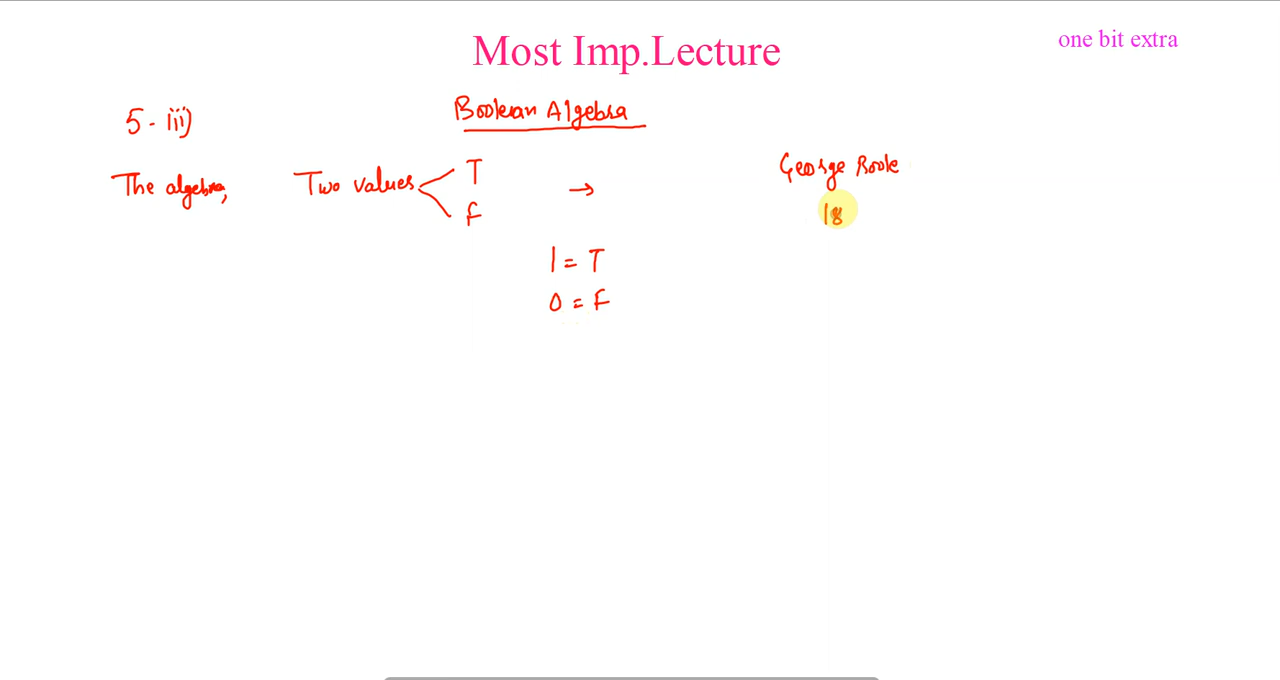 Most Imp.Lecture
one bit extra
5 - iii)
Boolean Algebra
The algebra, Two values T →
F
George Boole
18
1 = T
0 = F